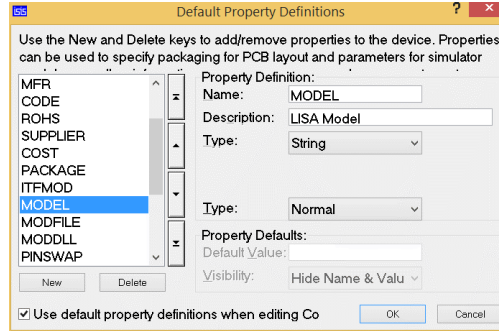 ISIS
Default Property Definitions
?
Use the New and Delete keys to add/remove properties to the device. Properties
can be used to specify packaging for PCB layout and parameters for simulator
MFR
CODE
ROHS
SUPPLIER
COST
PACKAGE
ITFMOD
MODEL
MODFILE
MODDLL
PINSWAP
New
Delete
Property Definition:
Name: MODEL
Description: LISA Model
Type: String
Type: Normal
Property Defaults:
Default Value:
Visibility: Hide Name & Valu
Use default property definitions when editing Co
OK
Cancel